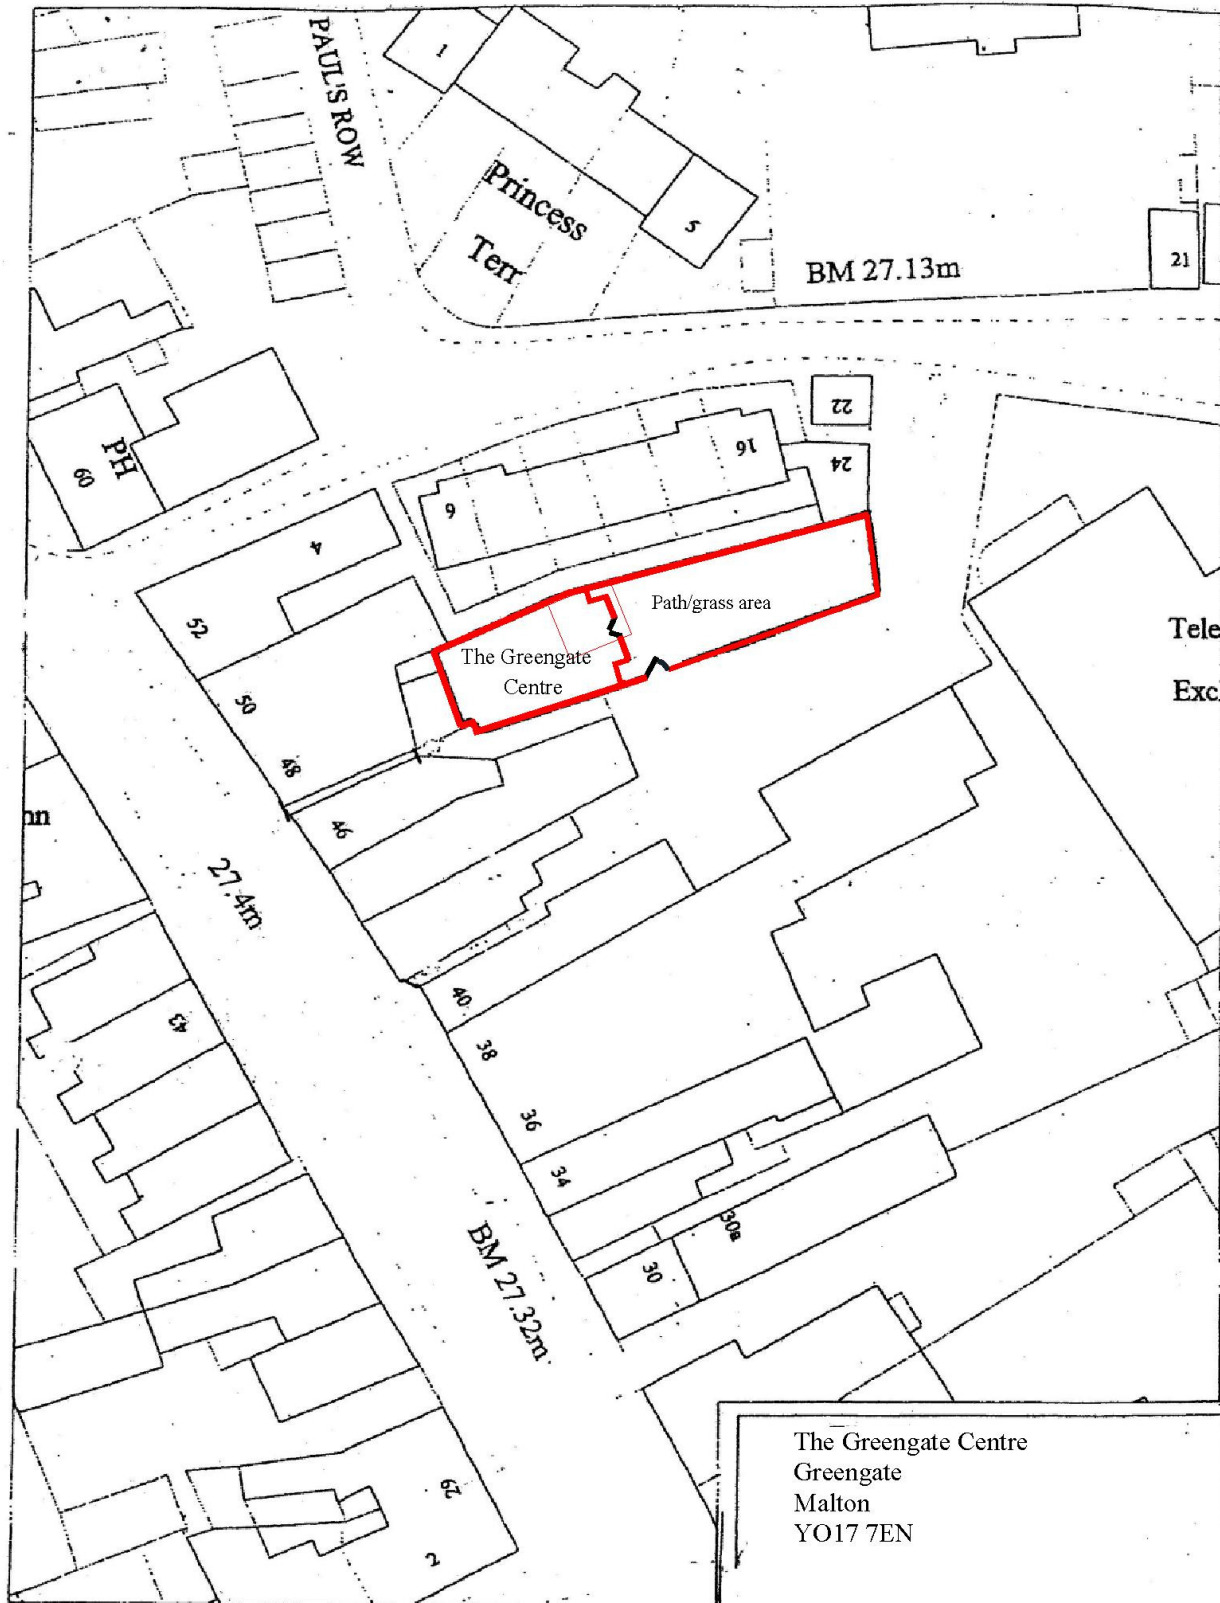 PAUL'S ROW
1
Princess
Terr
5
BM 27.13m
21
22
24
16
6
PH
60
4
52
50
48
46
The Greengate
Centre
Path/grass area
Tele
Exc
nn
27.4m
43
40
38
36
34
30a
30
BM 27.32m
29
2
The Greengate Centre
Greengate
Malton
YO17 7EN